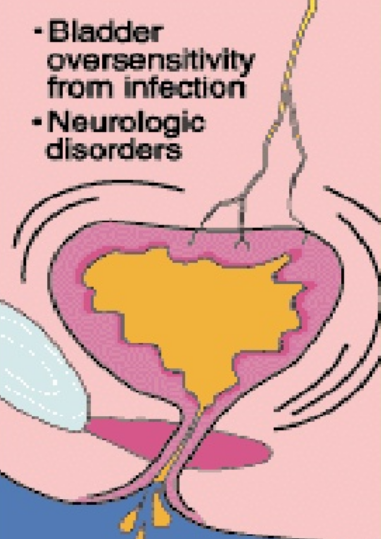 -Bladder
oversensitivity
from infection
-Neurologic
disorders